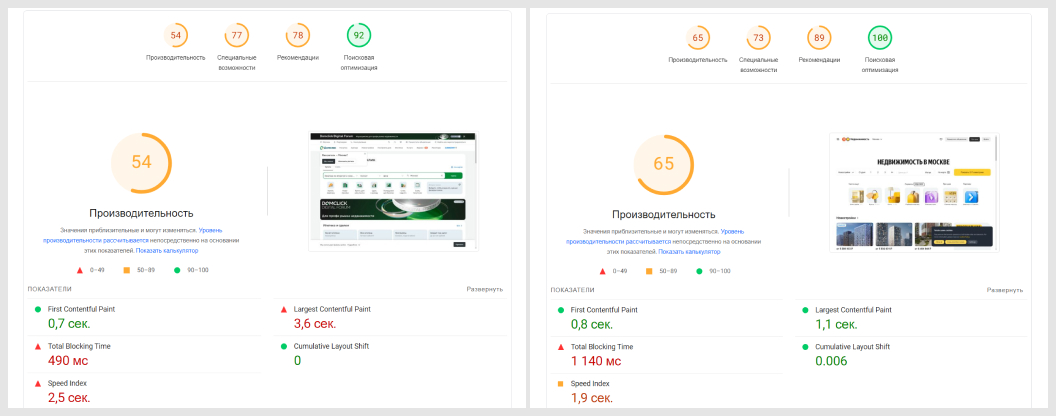 54
77
78
92
Производительность
Специальные
возможности
Рекомендации
Поисковая
оптимизация
54
Производительность
Значения приблизительные и могут изменяться. Уровень
производительности рассчитывается непосредственно на основании
этих показателей. Показать калькулятор
0–49
50–89
90–100
ПОКАЗАТЕЛИ
Развернуть
First Contentful Paint
0,7 сек.
Largest Contentful Paint
3,6 сек.
Total Blocking Time
490 мс
Cumulative Layout Shift
0
Speed Index
2,5 сек.
DOMCLICK
DIGITAL FORUM
65
73
89
100
Производительность
Специальные
возможности
Рекомендации
Поисковая
оптимизация
65
Производительность
Значения приблизительные и могут изменяться. Уровень
производительности рассчитывается непосредственно на основании
этих показателей. Показать калькулятор
0–49
50–89
90–100
НЕДВИЖИМОСТЬ В МОСКВЕ
ПОКАЗАТЕЛИ
Развернуть
First Contentful Paint
0,8 сек.
Largest Contentful Paint
1,1 сек.
Total Blocking Time
1 140 мс
Cumulative Layout Shift
0.006
Speed Index
1,9 сек.